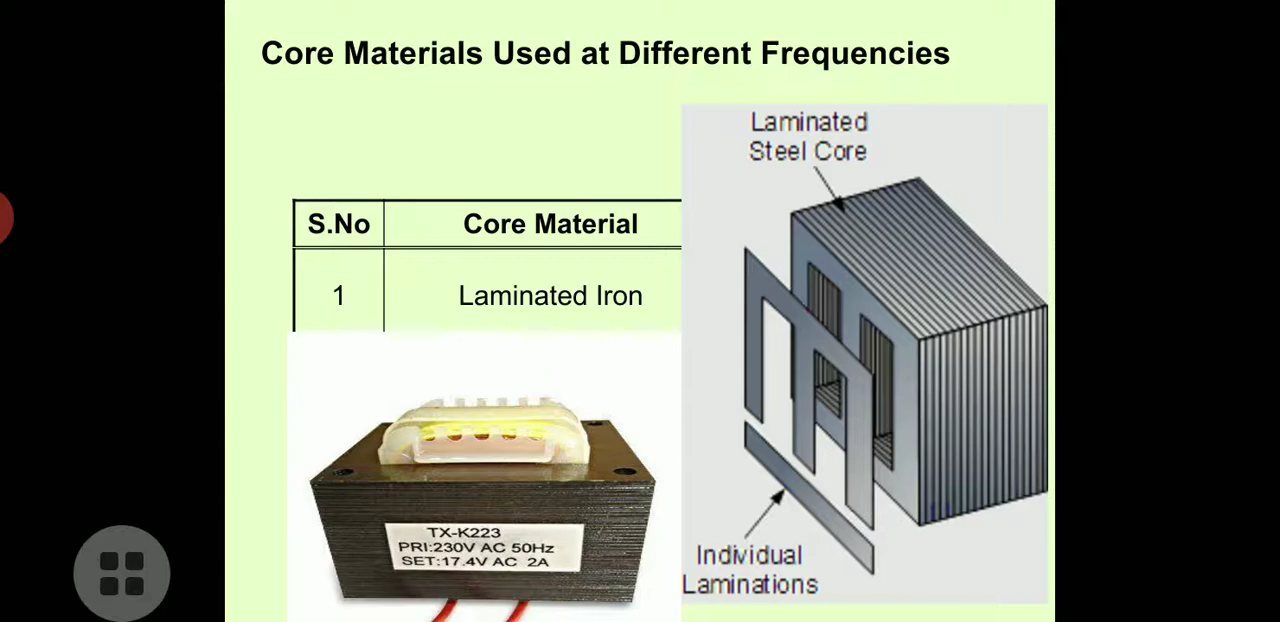 Core Materials Used at Different Frequencies
Laminated
Steel Core
S.No Core Material
1 Laminated Iron
TX-K223
PRI:230V AC 50Hz
SET:17.4V AC 2A
Individual
Laminations